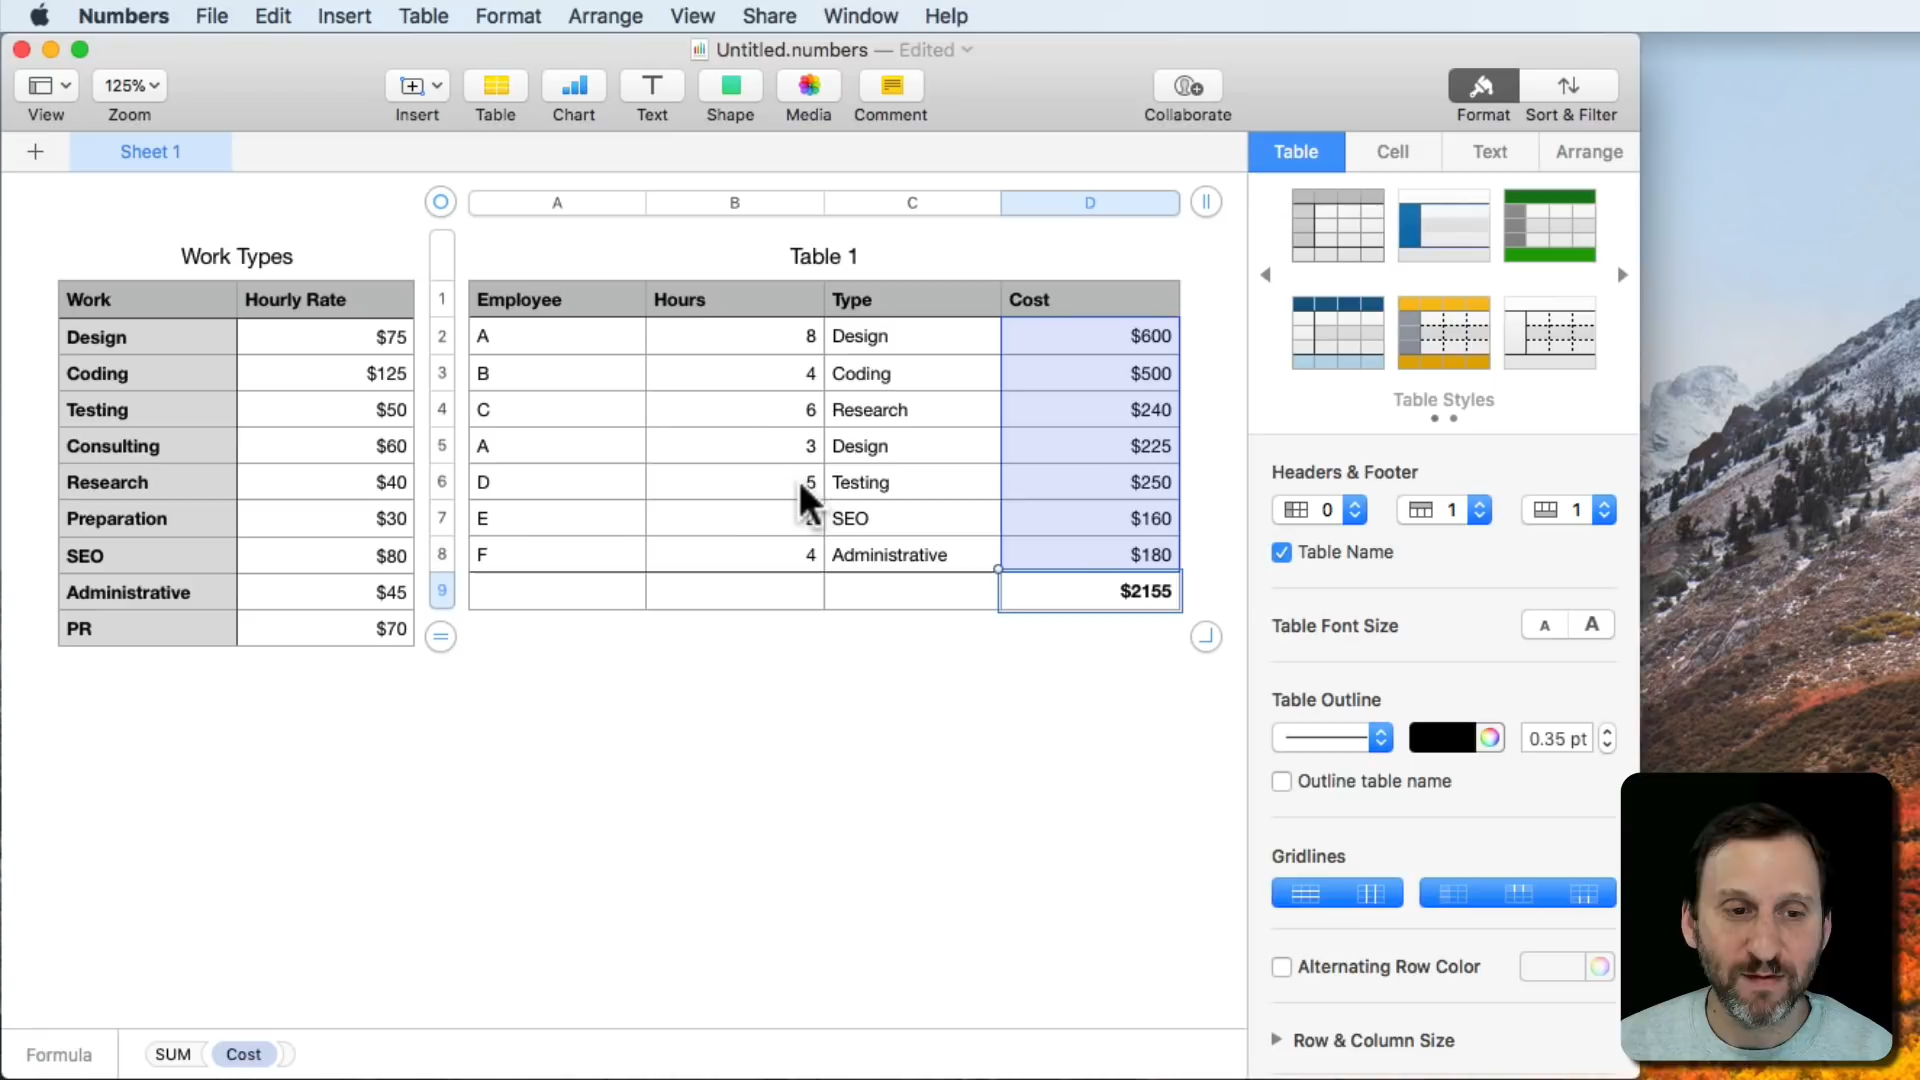 Numbers File Edit Insert Table Format Arrange View Share Window Help
Untitled.numbers — Edited
125%
View Zoom Insert Table Chart Text Shape Media Comment Collaborate Format Sort & Filter
Sheet 1
Table Cell Text Arrange
A B C D
Work Types
Table 1
Work Hourly Rate
Design $75
Coding $125
Testing $50
Consulting $60
Research $40
Preparation $30
SEO $80
Administrative $45
PR $70
1 Employee Hours Type Cost
2 A 8 Design $600
3 B 4 Coding $500
4 C 6 Research $240
5 A 3 Design $225
6 D 5 Testing $250
7 E SEO $160
8 F 4 Administrative $180
9 $2155
Table Styles
Headers & Footer
0 1 1
Table Name
Table Font Size A A
Table Outline
0.35 pt
Outline table name
Gridlines
Alternating Row Color
Row & Column Size
Formula SUM Cost